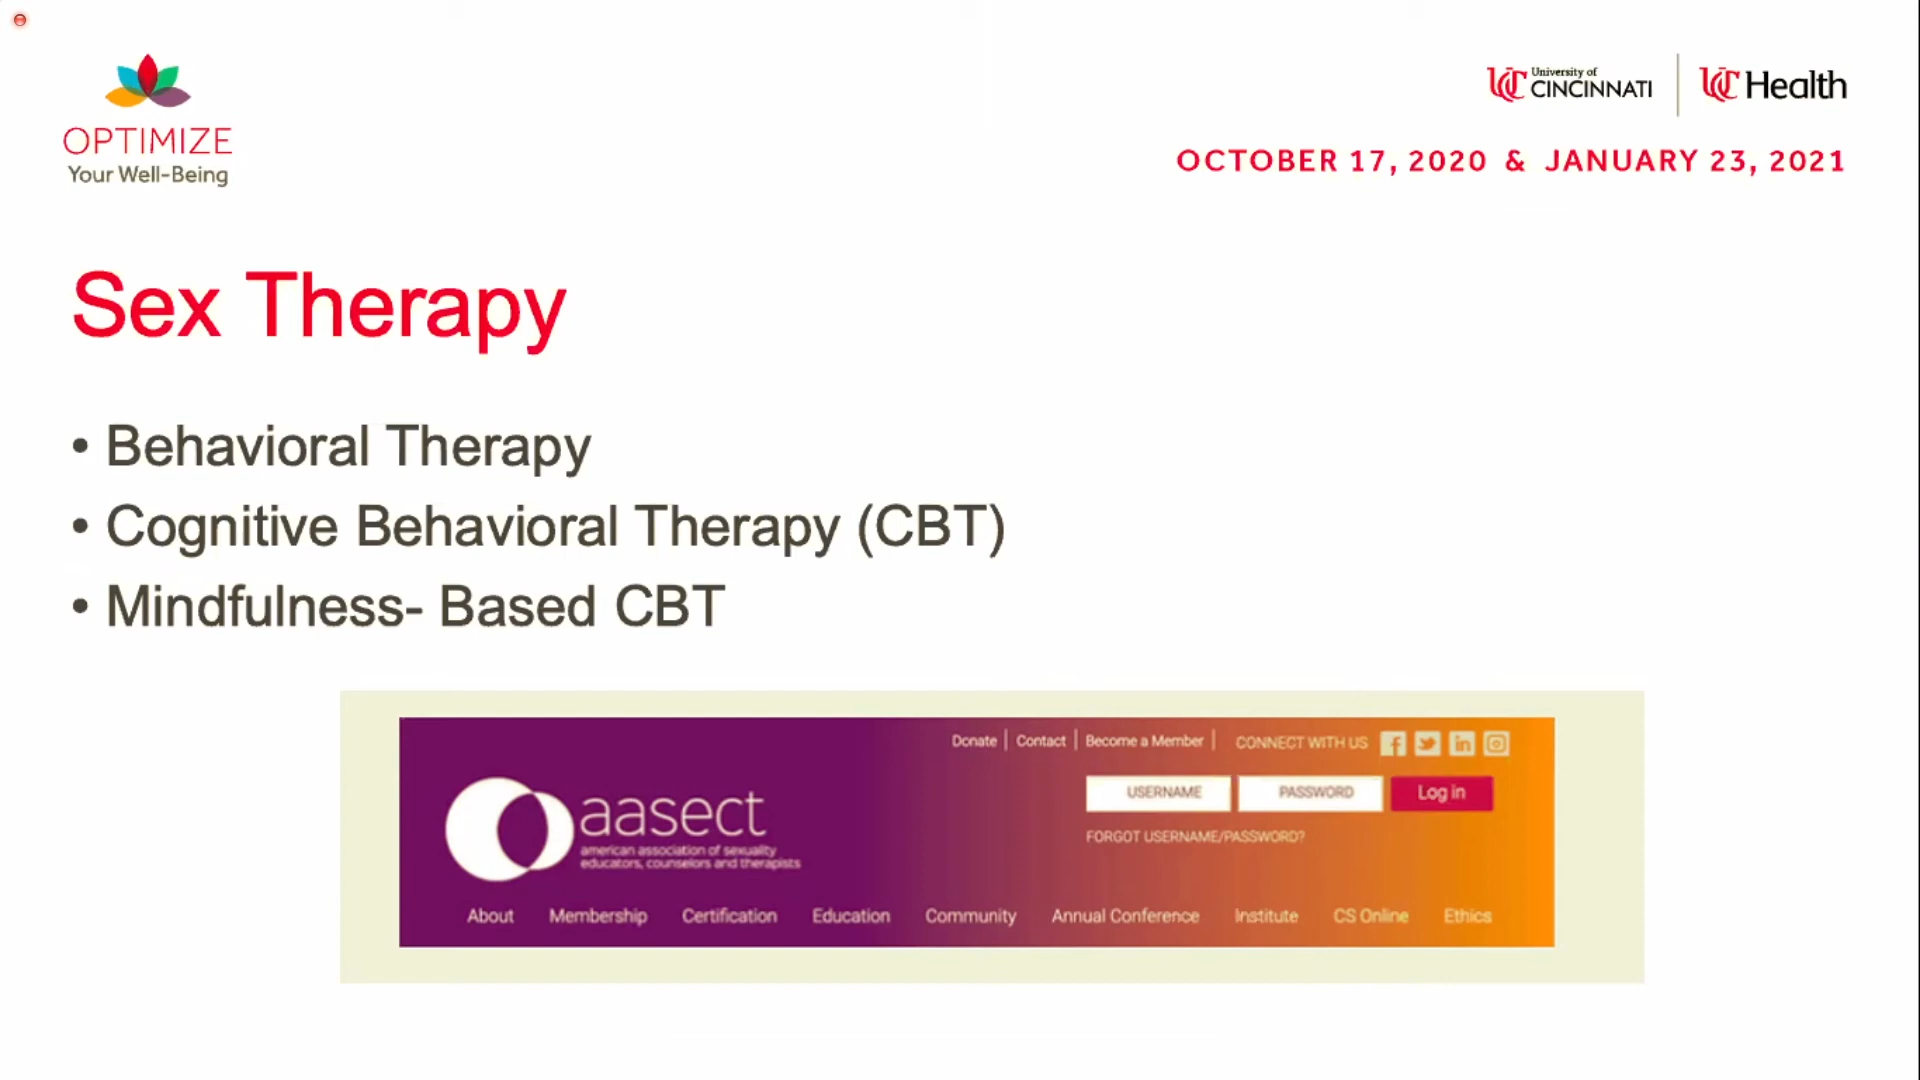 OPTIMIZE
Your Well-Being
University of
CINCINNATI
UC Health
OCTOBER 17, 2020 & JANUARY 23, 2021
Sex Therapy
• Behavioral Therapy
• Cognitive Behavioral Therapy (CBT)
• Mindfulness- Based CBT
Donate | Contact | Become a Member | CONNECT WITH US
USERNAME PASSWORD Log in
FORGOT USERNAME/PASSWORD?
aasect
american association of sexuality
educators, counselors and therapists
About Membership Certification Education Community Annual Conference Institute CS Online Ethics